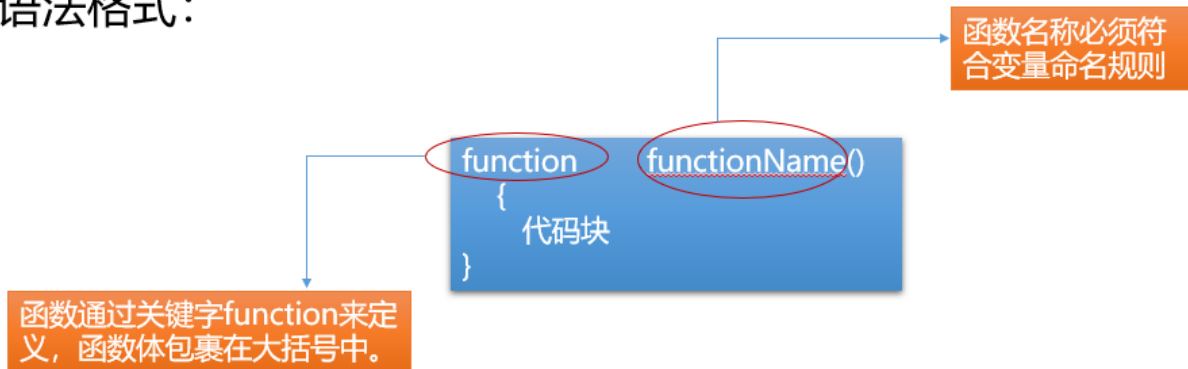 语法格式：
函数名称必须符
合变量命名规则
function functionName()
{
代码块
}
函数通过关键字function来定
义，函数体包裹在大括号中。